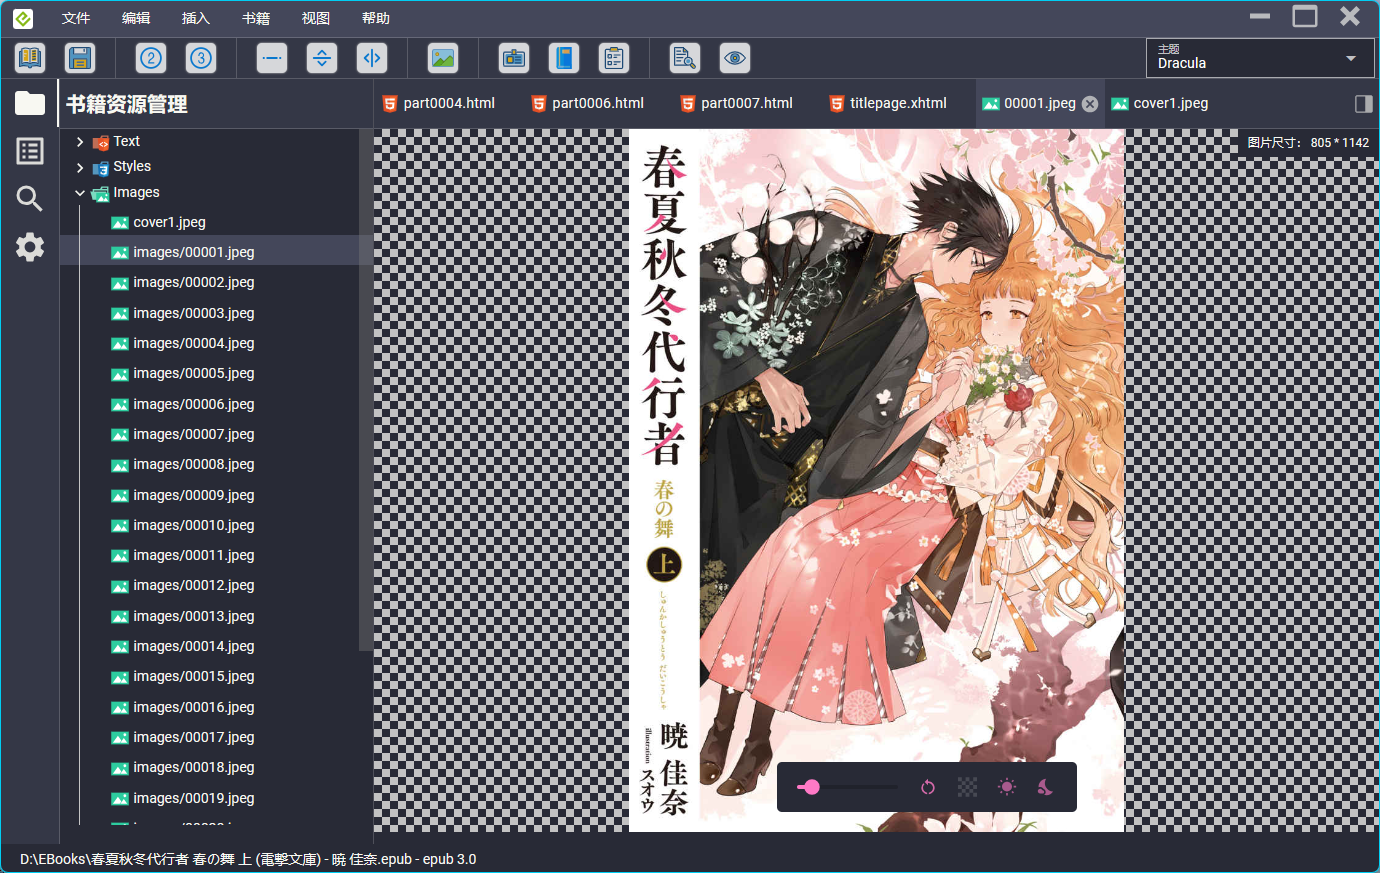 文件 编辑 插入 书籍 视图 帮助
2 3
主题
Dracula
书籍资源管理
part0004.html part0006.html part0007.html titlepage.xhtml 00001.jpeg cover1.jpeg
图片尺寸： 805 * 1142
Text
Styles
Images
cover1.jpeg
images/00001.jpeg
images/00002.jpeg
images/00003.jpeg
images/00004.jpeg
images/00005.jpeg
images/00006.jpeg
images/00007.jpeg
images/00008.jpeg
images/00009.jpeg
images/00010.jpeg
images/00011.jpeg
images/00012.jpeg
images/00013.jpeg
images/00014.jpeg
images/00015.jpeg
images/00016.jpeg
images/00017.jpeg
images/00018.jpeg
images/00019.jpeg
春夏秋冬代行者
春の舞
上
しゅんかしゅうとう だいこうしゃ
暁 佳奈
illustration
スオウ
D:\EBooks\春夏秋冬代行者 春の舞 上 (電撃文庫) - 暁 佳奈.epub - epub 3.0